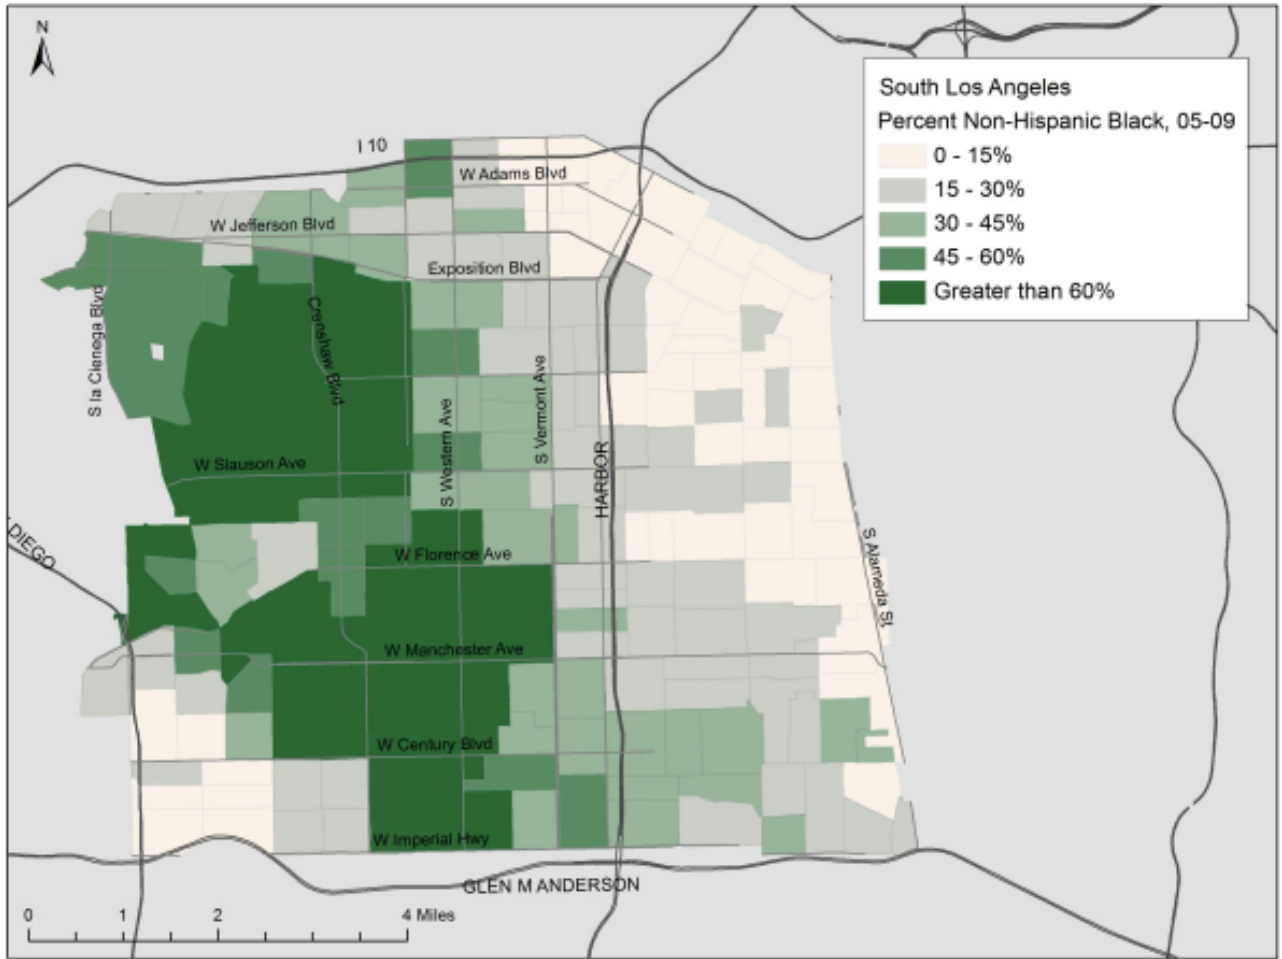 N
South Los Angeles
Percent Non-Hispanic Black, 05-09
0 - 15%
15 - 30%
30 - 45%
45 - 60%
Greater than 60%
I 10
W Adams Blvd
W Jefferson Blvd
Exposition Blvd
S la Cienega Blvd
Crenshaw Blvd
S Vermont Ave
S Western Ave
HARBOR
W Slauson Ave
DIEGO
W Florence Ave
S Alameda St
W Manchester Ave
W Century Blvd
W Imperial Hwy
GLEN M ANDERSON
0 1 2 4 Miles